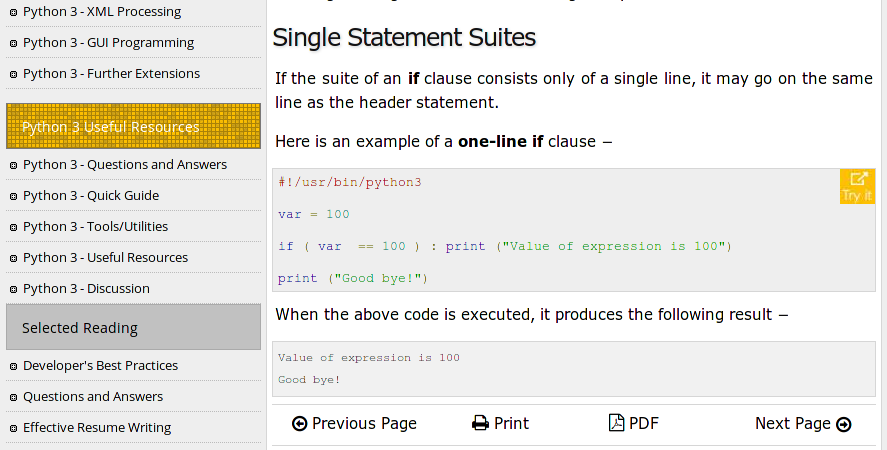 Python 3 - XML Processing
Python 3 - GUI Programming
Python 3 - Further Extensions
Python 3 Useful Resources
Python 3 - Questions and Answers
Python 3 - Quick Guide
Python 3 - Tools/Utilities
Python 3 - Useful Resources
Python 3 - Discussion
Selected Reading
Developer's Best Practices
Questions and Answers
Effective Resume Writing
Single Statement Suites
If the suite of an if clause consists only of a single line, it may go on the same
line as the header statement.
Here is an example of a one-line if clause −
Try it
#!/usr/bin/python3
var = 100
if ( var  == 100 ) : print ("Value of expression is 100")
print ("Good bye!")
When the above code is executed, it produces the following result −
Value of expression is 100
Good bye!
Previous Page
Print
PDF
Next Page